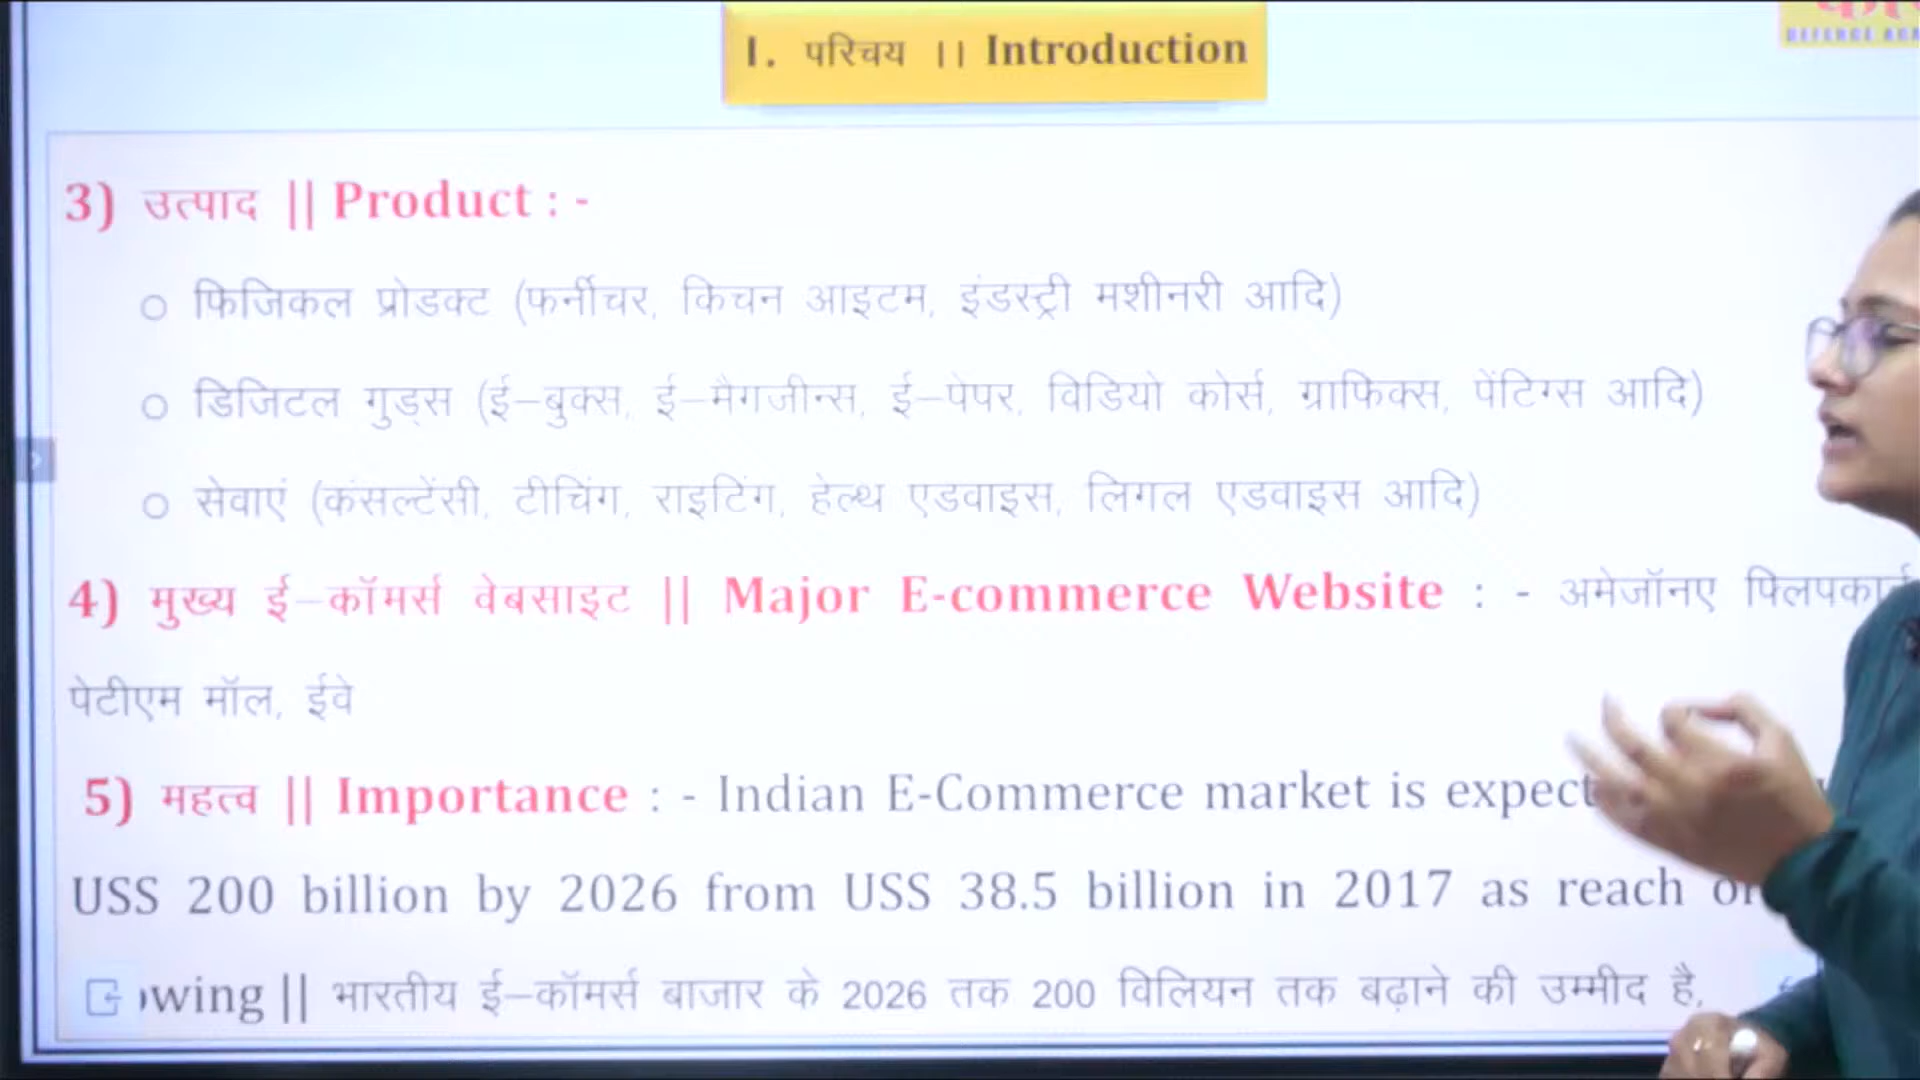 I. परिचय || Introduction
3) उत्पाद || Product : -
○ फिजिकल प्रोडक्ट (फर्नीचर, किचन आइटम, इंडस्ट्री मशीनरी आदि)
○ डिजिटल गुड्स (ई–बुक्स, ई–मैगजीन्स, ई–पेपर, विडियो कोर्स, ग्राफिक्स, पेंटिग्स आदि)
○ सेवाएं (कंसल्टेंसी, टीचिंग, राइटिंग, हेल्थ एडवाइस, लिगल एडवाइस आदि)
4) मुख्य ई–कॉमर्स वेबसाइट || Major E-commerce Website : - अमेजॉनए
पेटीएम मॉल, ईवे
5) महत्व || Importance : - Indian E-Commerce market is
USS 200 billion by 2026 from USS 38.5 billion in 2017 as reach
|| भारतीय ई–कॉमर्स बाजार के 2026 तक 200 विलियन तक बढ़ाने की उम्मीद है,